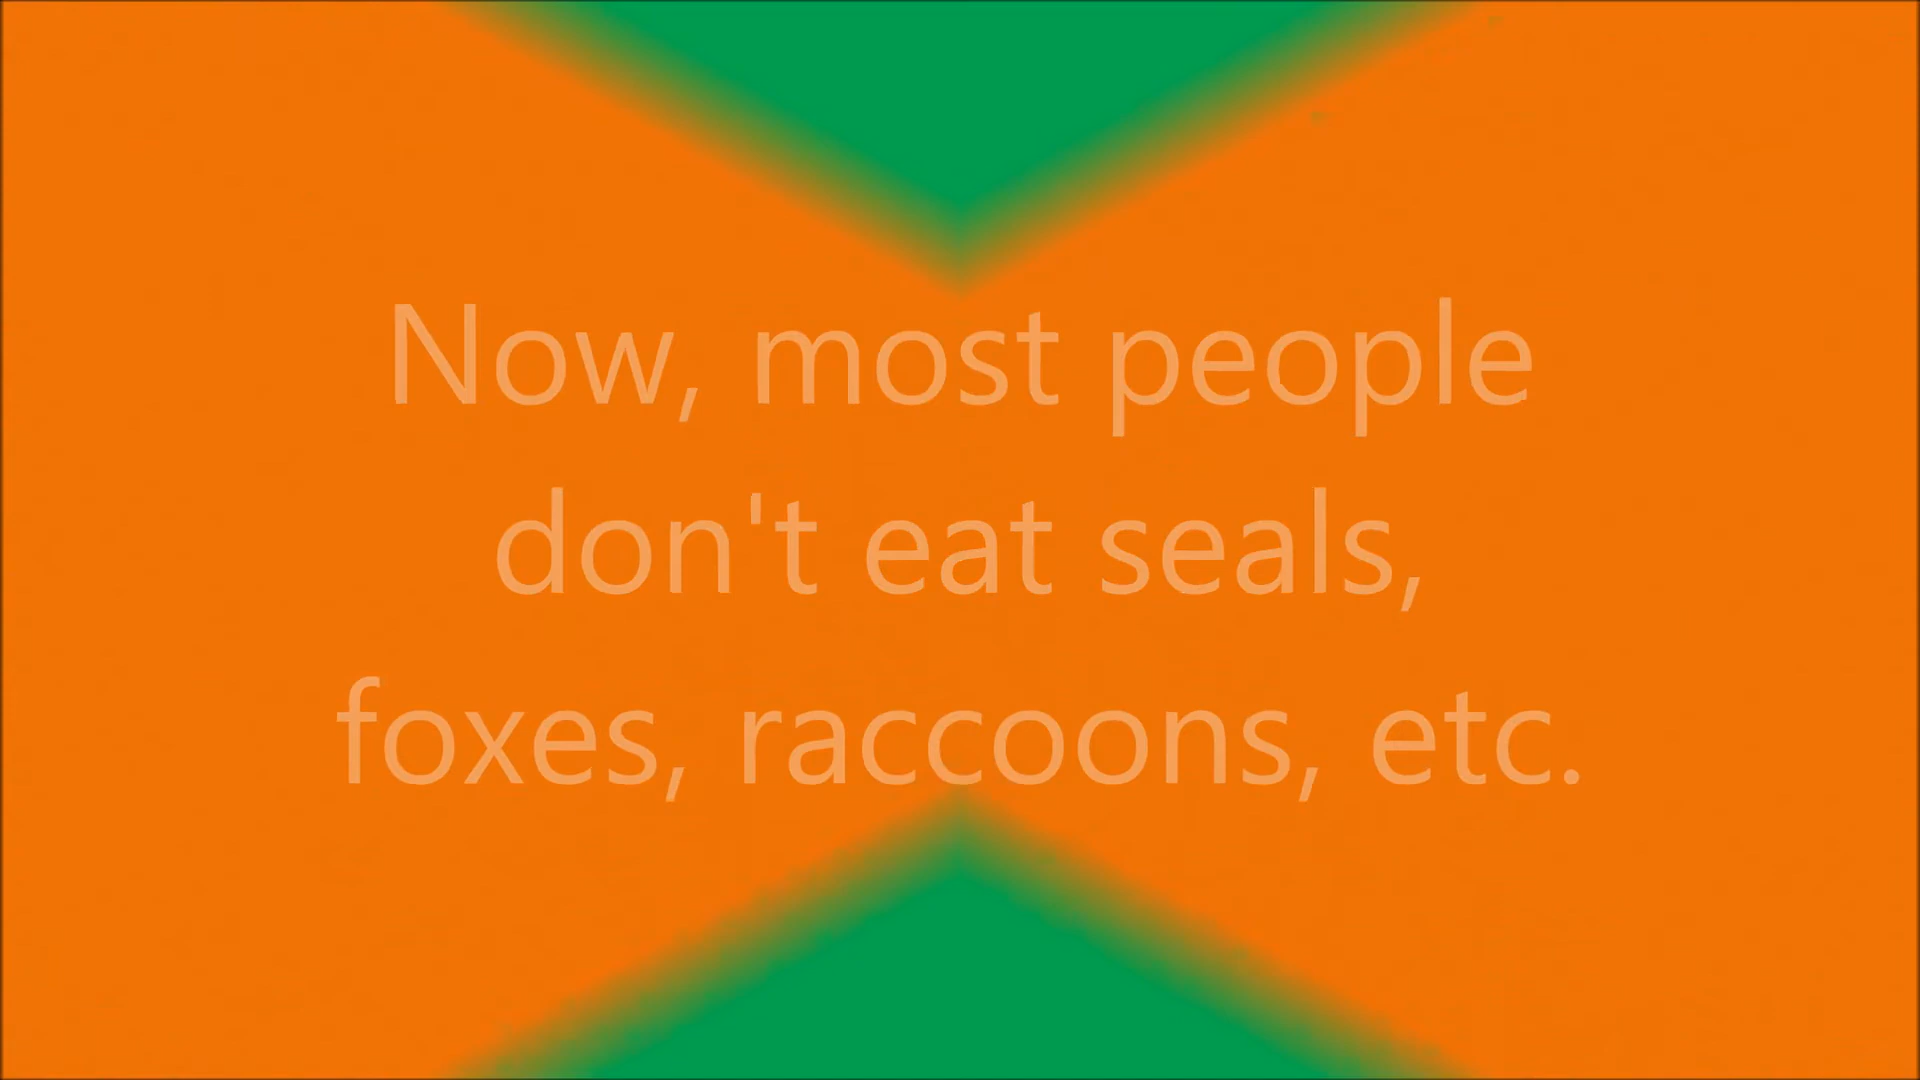 Now, most people
don't eat seals,
foxes, raccoons, etc.